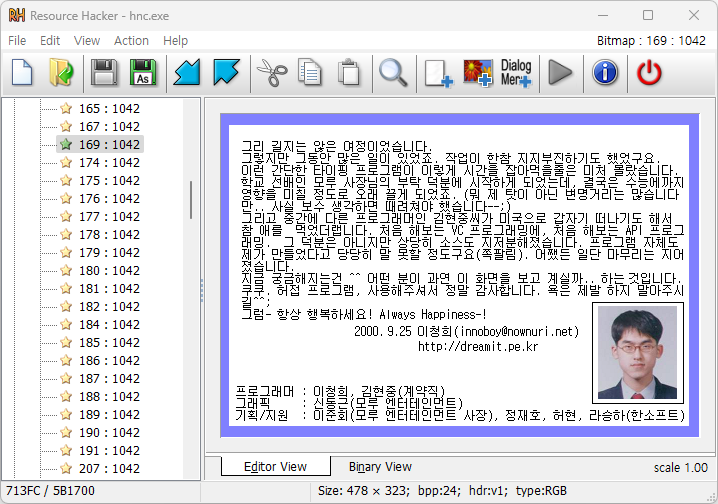 Resource Hacker - hnc.exe
File Edit View Action Help
Bitmap : 169 : 1042
As
Dialog
Menu
165 : 1042
167 : 1042
169 : 1042
174 : 1042
175 : 1042
176 : 1042
177 : 1042
178 : 1042
179 : 1042
180 : 1042
181 : 1042
182 : 1042
184 : 1042
185 : 1042
186 : 1042
187 : 1042
188 : 1042
189 : 1042
190 : 1042
191 : 1042
207 : 1042
그리 길지는 않은 여정이었습니다.
그렇지만 그동안 많은 일이 있었죠. 작업이 한참 지지부진하기도 했었구요.
이런 간단한 타이핑 프로그램이 이렇게 시간을 잡아먹을줄은 미처 몰랐습니다.
학교 선배인 모루 사장님의 부탁 덕분에 시작하게 되었는데, 결국은 수능에까지
영향을 미칠 정도로 오래 끌게 되었죠. (뭐 제 탓이 아닌 변명거리는 많습니다
만.. 사실 보수 생각하면 때려쳐야 했습니다--;)
그리고 중간에 다른 프로그래머인 김현중씨가 미국으로 갑자기 떠나기도 해서
참 애를 먹었더랩니다. 처음 해보는 VC 프로그래밍에, 처음 해보는 API 프로그
래밍. 그 덕분은 아니지만 상당히 소스도 지저분해졌습니다. 프로그램 자체도
제가 만들었다고 당당히 말 못할 정도구요(쪽팔림). 어쨌든 일단 마무리는 지어
졌습니다.
지금 궁금해지는건 ^^ 어떤 분이 과연 이 화면을 보고 계실까.. 하는 것입니다.
쿠쿠. 허접 프로그램, 사용해주셔서 정말 감사합니다. 욕은 제발 하지 말아주시
길^^;
그럼- 항상 행복하세요! Always Happiness-!
2000. 9.25 이청희(innoboy@nownuri.net)
http://dreamit.pe.kr
프로그래머 : 이청희, 김현중(계약직)
그래픽 : 신동근(모루 엔터테인먼트)
기획/지원 : 이준희(모루 엔터테인먼트 사장), 정재호, 허현, 라승하(한소프트)
Editor View Binary View
scale 1.00
713FC / 5B1700
Size: 478 × 323; bpp:24; hdr:v1; type:RGB